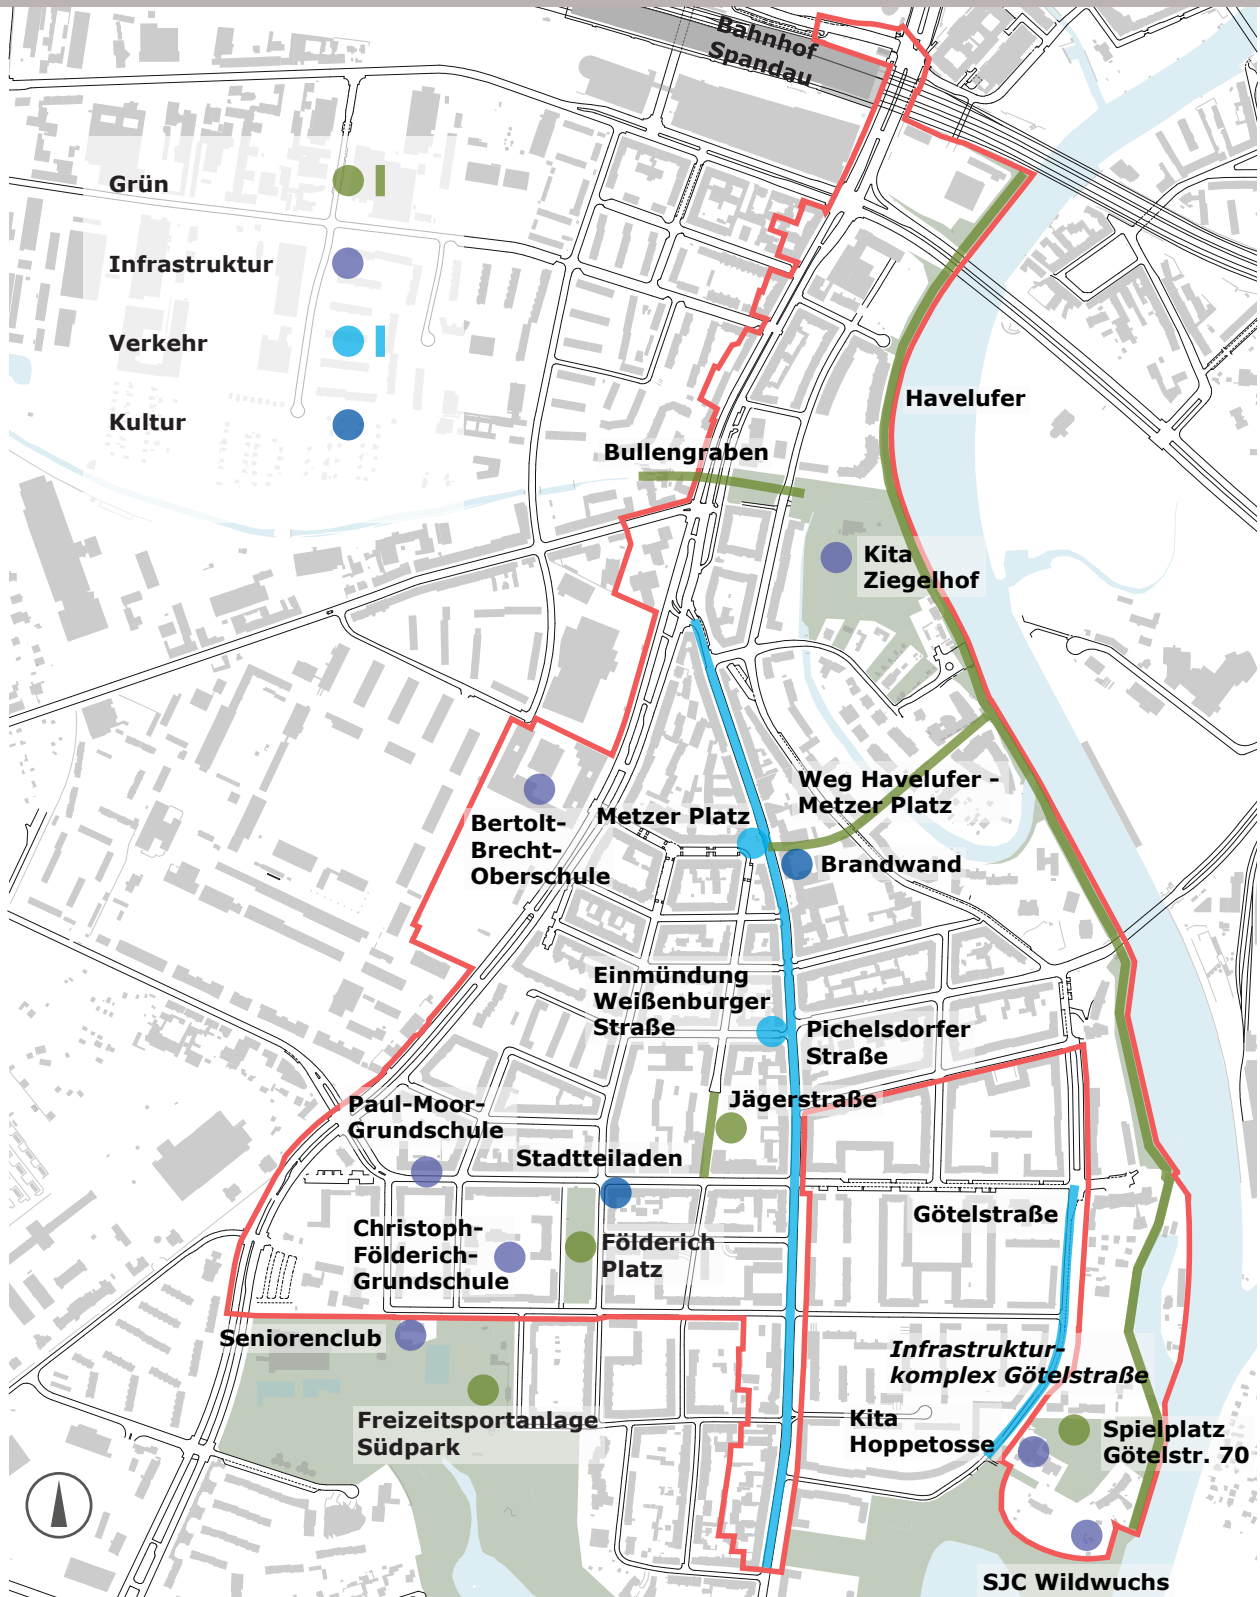 Bahnhof
Spandau
Grün
Infrastruktur
Verkehr
Kultur
Havelufer
Bullengraben
Kita
Ziegelhof
Weg Havelufer -
Metzer Platz
Metzer Platz
Bertolt-
Brecht-
Oberschule
Brandwand
Einmündung
Weißenburger
Straße
Pichelsdorfer
Straße
Jägerstraße
Paul-Moor-
Grundschule
Stadtteiladen
Götelstraße
Christoph-
Földerich-
Grundschule
Földerich
Platz
Seniorenclub
Infrastruktur-
komplex Götelstraße
Freizeitsportanlage
Südpark
Kita
Hoppetosse
Spielplatz
Götelstr. 70
SJC Wildwuchs